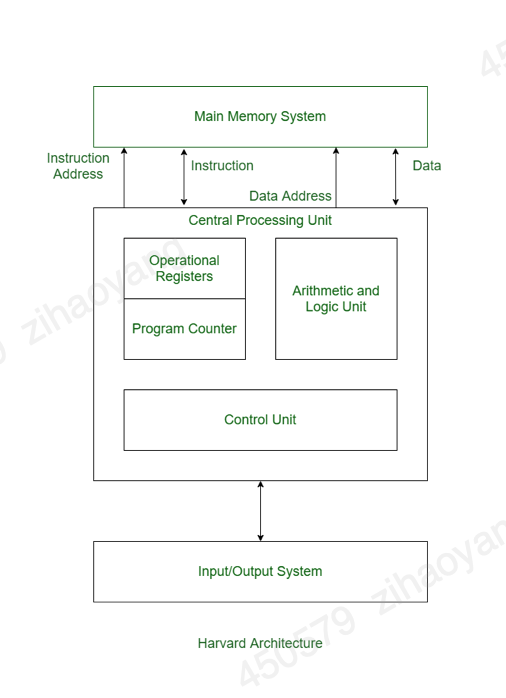 Main Memory System
Instruction
Address
Instruction
Data Address
Data
Central Processing Unit
Operational
Registers
Program Counter
Arithmetic and
Logic Unit
Control Unit
Input/Output System
Harvard Architecture
zihaoyang
450579 zihaoyang